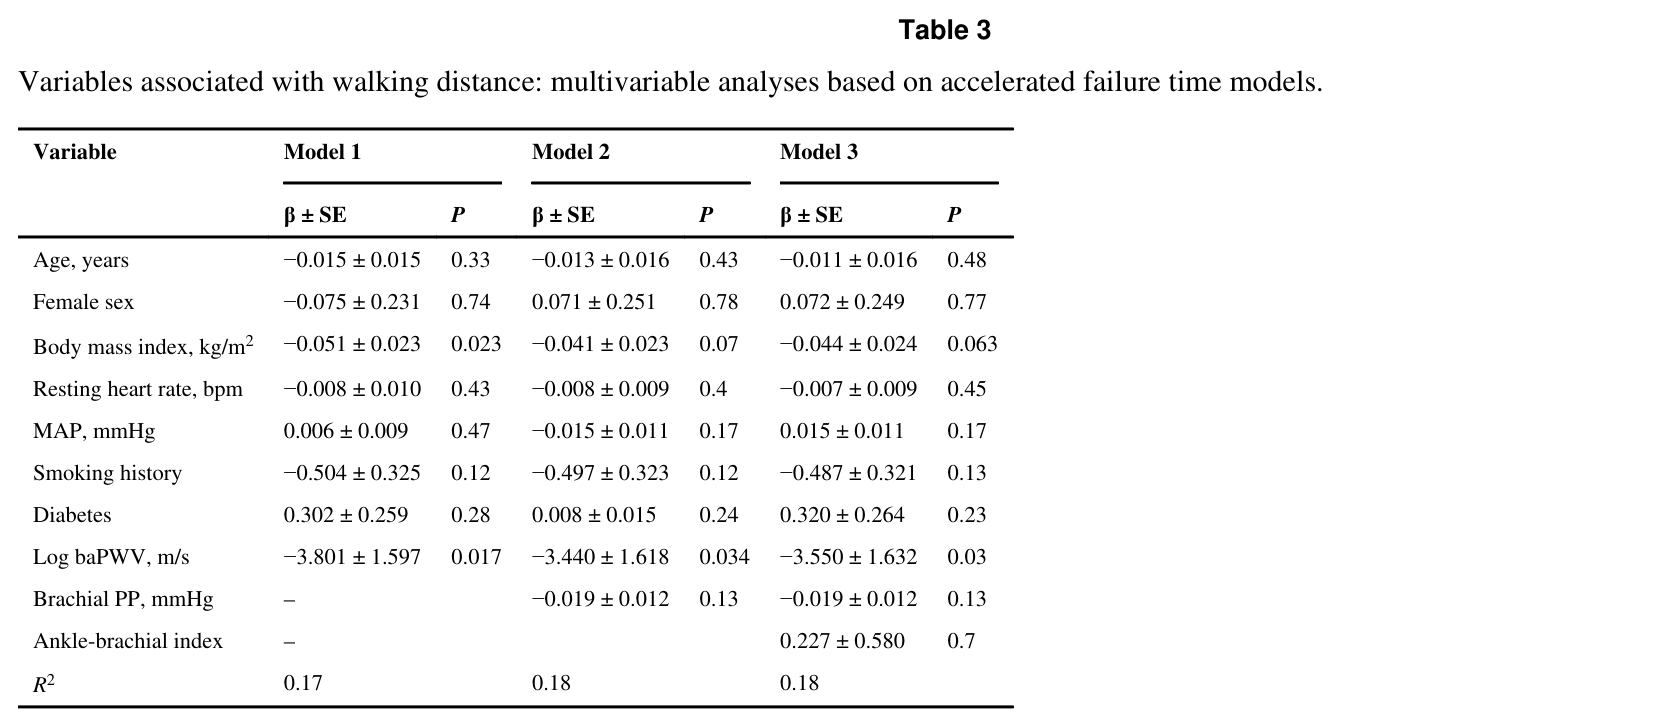 Table 3
Variables associated with walking distance: multivariable analyses based on accelerated failure time models.
Variable Model 1 Model 2 Model 3
β ± SE P β ± SE P β ± SE P
Age, years −0.015 ± 0.015 0.33 −0.013 ± 0.016 0.43 −0.011 ± 0.016 0.48
Female sex −0.075 ± 0.231 0.74 0.071 ± 0.251 0.78 0.072 ± 0.249 0.77
Body mass index, kg/m² −0.051 ± 0.023 0.023 −0.041 ± 0.023 0.07 −0.044 ± 0.024 0.063
Resting heart rate, bpm −0.008 ± 0.010 0.43 −0.008 ± 0.009 0.4 −0.007 ± 0.009 0.45
MAP, mmHg 0.006 ± 0.009 0.47 −0.015 ± 0.011 0.17 0.015 ± 0.011 0.17
Smoking history −0.504 ± 0.325 0.12 −0.497 ± 0.323 0.12 −0.487 ± 0.321 0.13
Diabetes 0.302 ± 0.259 0.28 0.008 ± 0.015 0.24 0.320 ± 0.264 0.23
Log baPWV, m/s −3.801 ± 1.597 0.017 −3.440 ± 1.618 0.034 −3.550 ± 1.632 0.03
Brachial PP, mmHg – −0.019 ± 0.012 0.13 −0.019 ± 0.012 0.13
Ankle-brachial index – 0.227 ± 0.580 0.7
R² 0.17 0.18 0.18